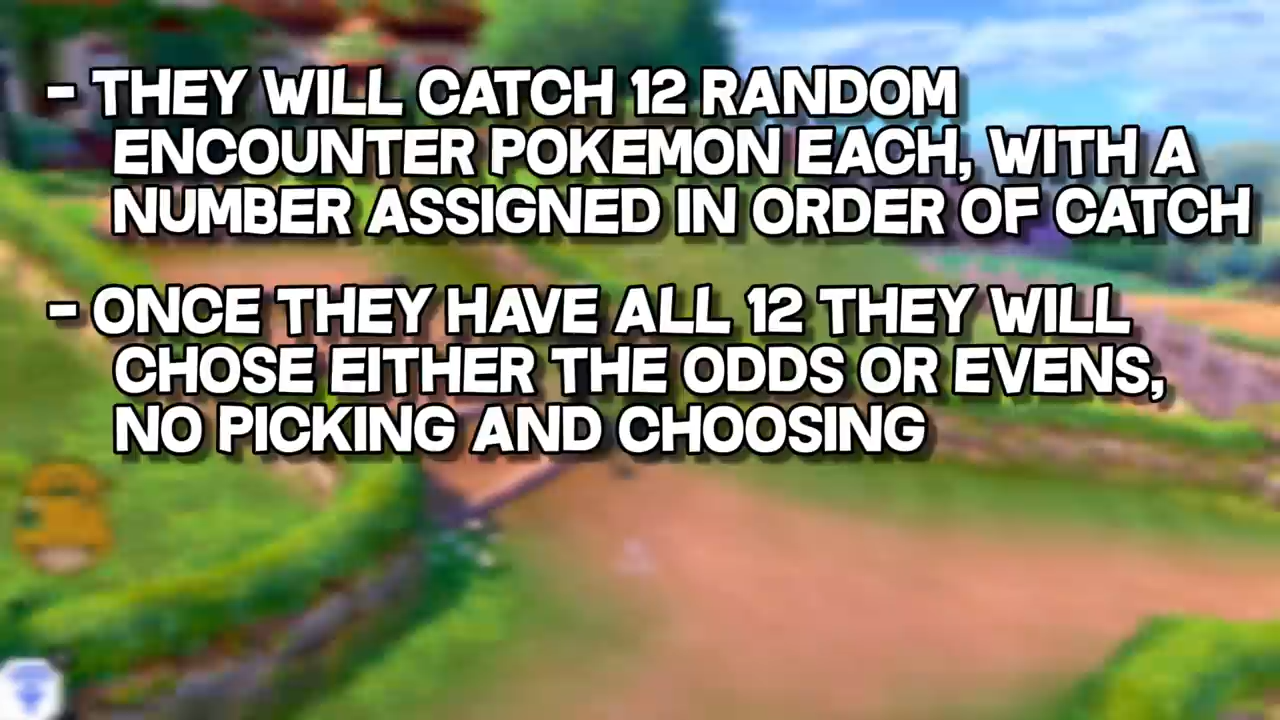 - THEY WILL CATCH 12 RANDOM
ENCOUNTER POKEMON EACH, WITH A
NUMBER ASSIGNED IN ORDER OF CATCH
- ONCE THEY HAVE ALL 12 THEY WILL
CHOSE EITHER THE ODDS OR EVENS,
NO PICKING AND CHOOSING